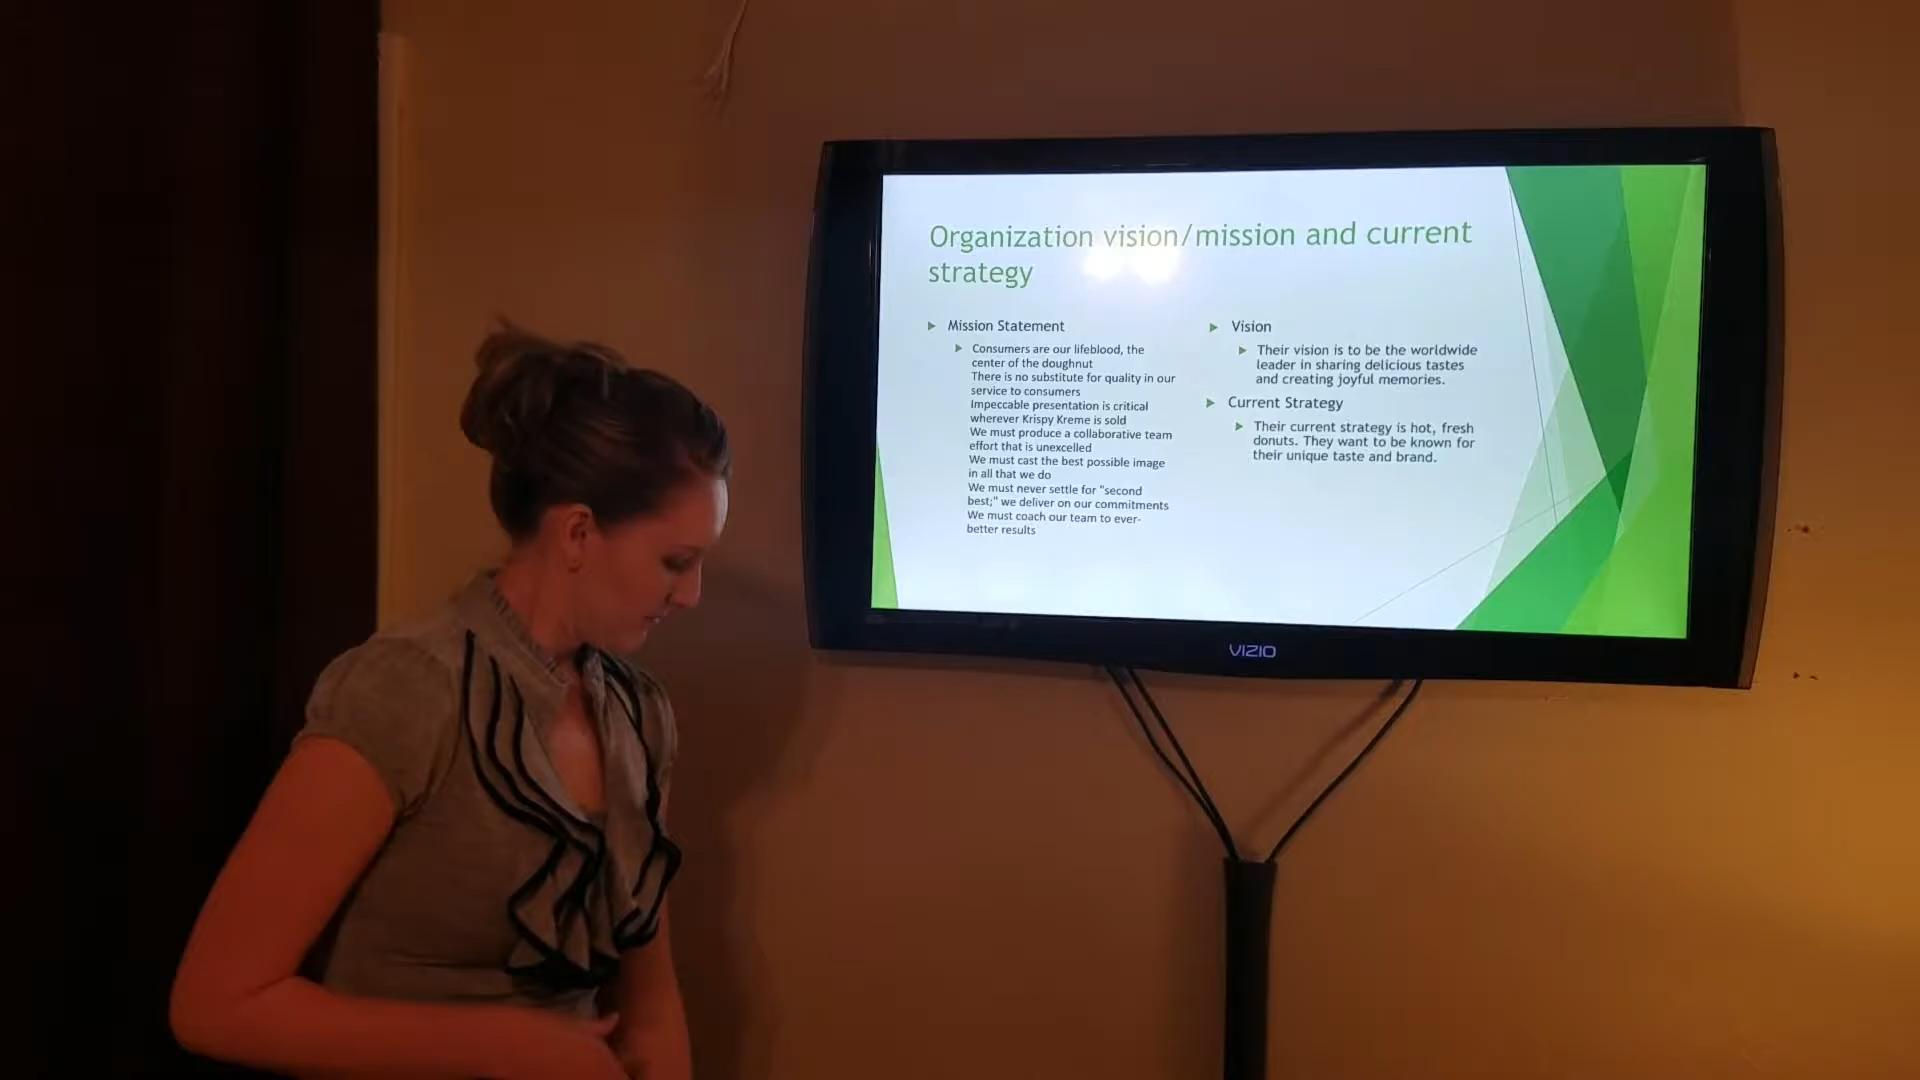 Organization vision/mission and current
strategy
Mission Statement
Consumers are our lifeblood, the
center of the doughnut
There is no substitute for quality in our
service to consumers
Impeccable presentation is critical
wherever Krispy Kreme is sold
We must produce a collaborative team
effort that is unexcelled
We must cast the best possible image
in all that we do
We must never settle for "second
best;" we deliver on our commitments
We must coach our team to ever-
better results
Vision
Their vision is to be the worldwide
leader in sharing delicious tastes
and creating joyful memories.
Current Strategy
Their current strategy is hot, fresh
donuts. They want to be known for
their unique taste and brand.
VIZIO